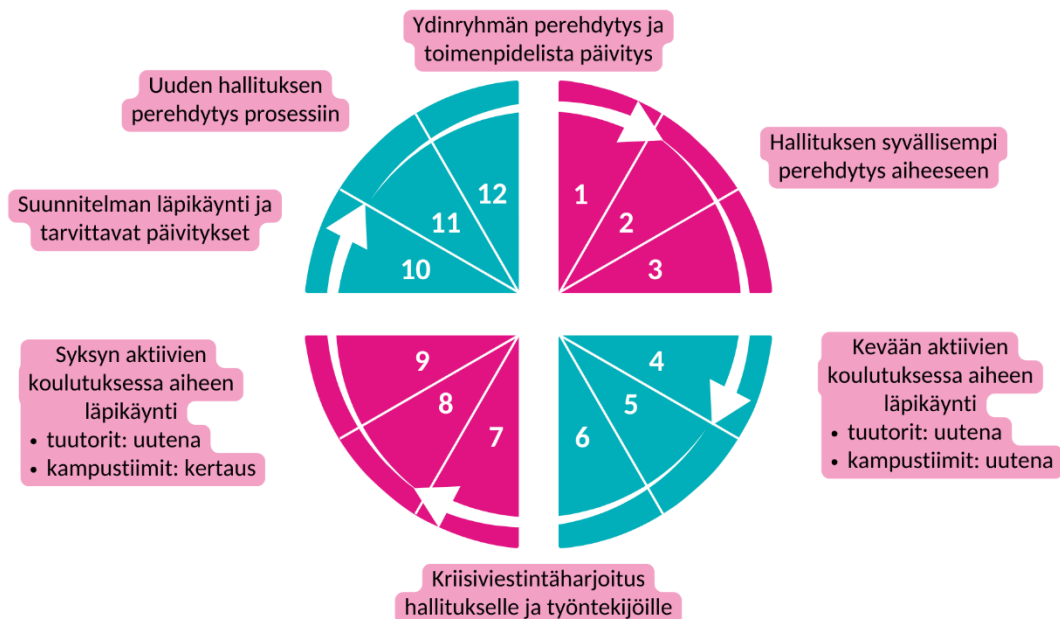 Ydinryhmän perehdytys ja
toimenpidelista päivitys
Uuden hallituksen
perehdytys prosessiin
Hallituksen syvällisempi
perehdytys aiheeseen
Suunnitelman läpikäynti ja
tarvittavat päivitykset
12
1
11
2
10
3
9
4
8
5
7
6
Syksyn aktiivien
koulutuksessa aiheen
läpikäynti
• tuutorit: uutena
• kampustiimit: kertaus
Kevään aktiivien
koulutuksessa aiheen
läpikäynti
• tuutorit: uutena
• kampustiimit: uutena
Kriisiviestintäharjoitus
hallitukselle ja työntekijöille